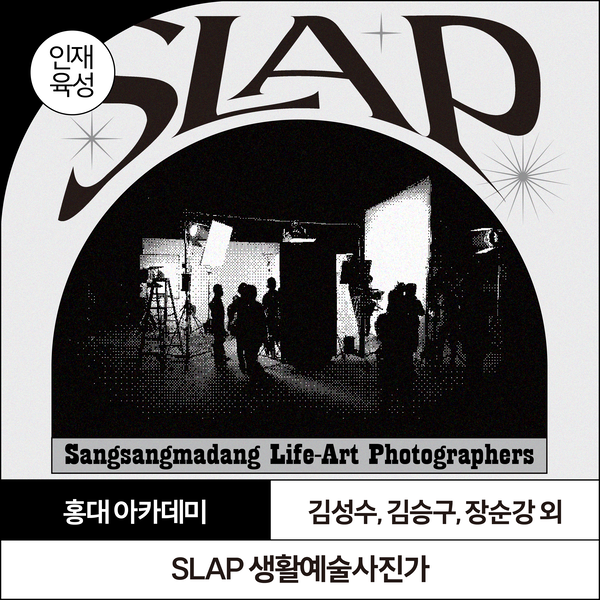 인재
육성
SLAP
Sangsangmadang Life-Art Photographers
홍대 아카데미
김성수, 김승구, 장순강 외
SLAP 생활예술사진가